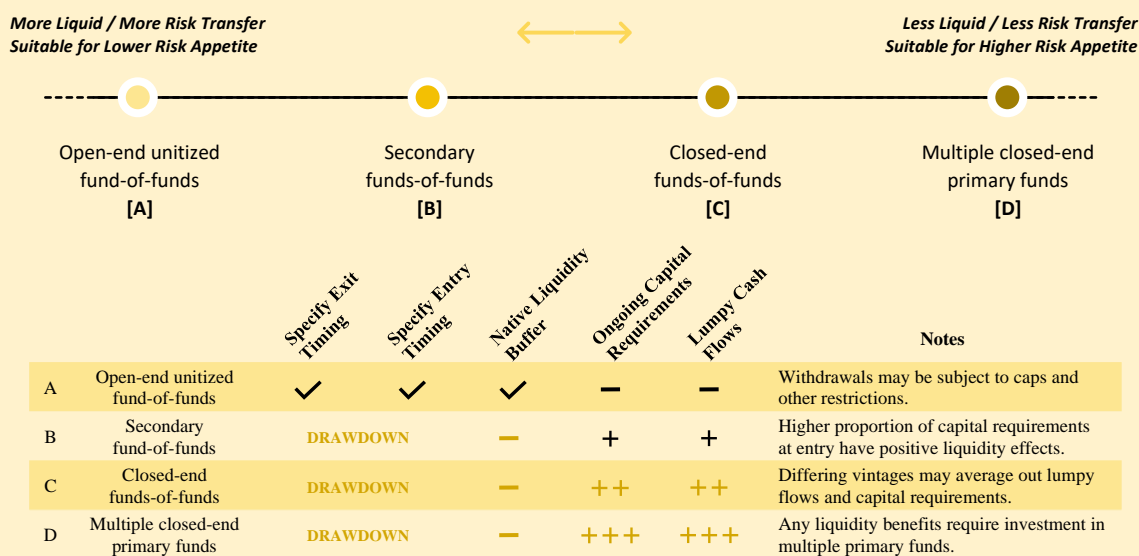 More Liquid / More Risk Transfer
Suitable for Lower Risk Appetite
Less Liquid / Less Risk Transfer
Suitable for Higher Risk Appetite
Open-end unitized
fund-of-funds
[A]
Secondary
funds-of-funds
[B]
Closed-end
funds-of-funds
[C]
Multiple closed-end
primary funds
[D]
Specify Exit
Timing
Specify Entry
Timing
Native Liquidity
Buffer
Ongoing Capital
Requirements
Lumpy Cash
Flows
Notes
A
Open-end unitized
fund-of-funds
✓ ✓ ✓ – –
Withdrawals may be subject to caps and
other restrictions.
B
Secondary
fund-of-funds
DRAWDOWN – + +
Higher proportion of capital requirements
at entry have positive liquidity effects.
C
Closed-end
funds-of-funds
DRAWDOWN – ++ ++
Differing vintages may average out lumpy
flows and capital requirements.
D
Multiple closed-end
primary funds
DRAWDOWN – +++ +++
Any liquidity benefits require investment in
multiple primary funds.